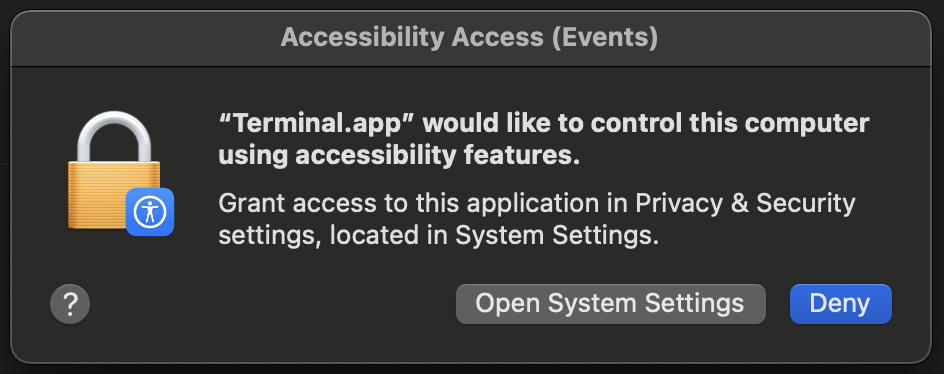 Accessibility Access (Events)
“Terminal.app” would like to control this computer
using accessibility features.
Grant access to this application in Privacy & Security
settings, located in System Settings.
?
Open System Settings
Deny